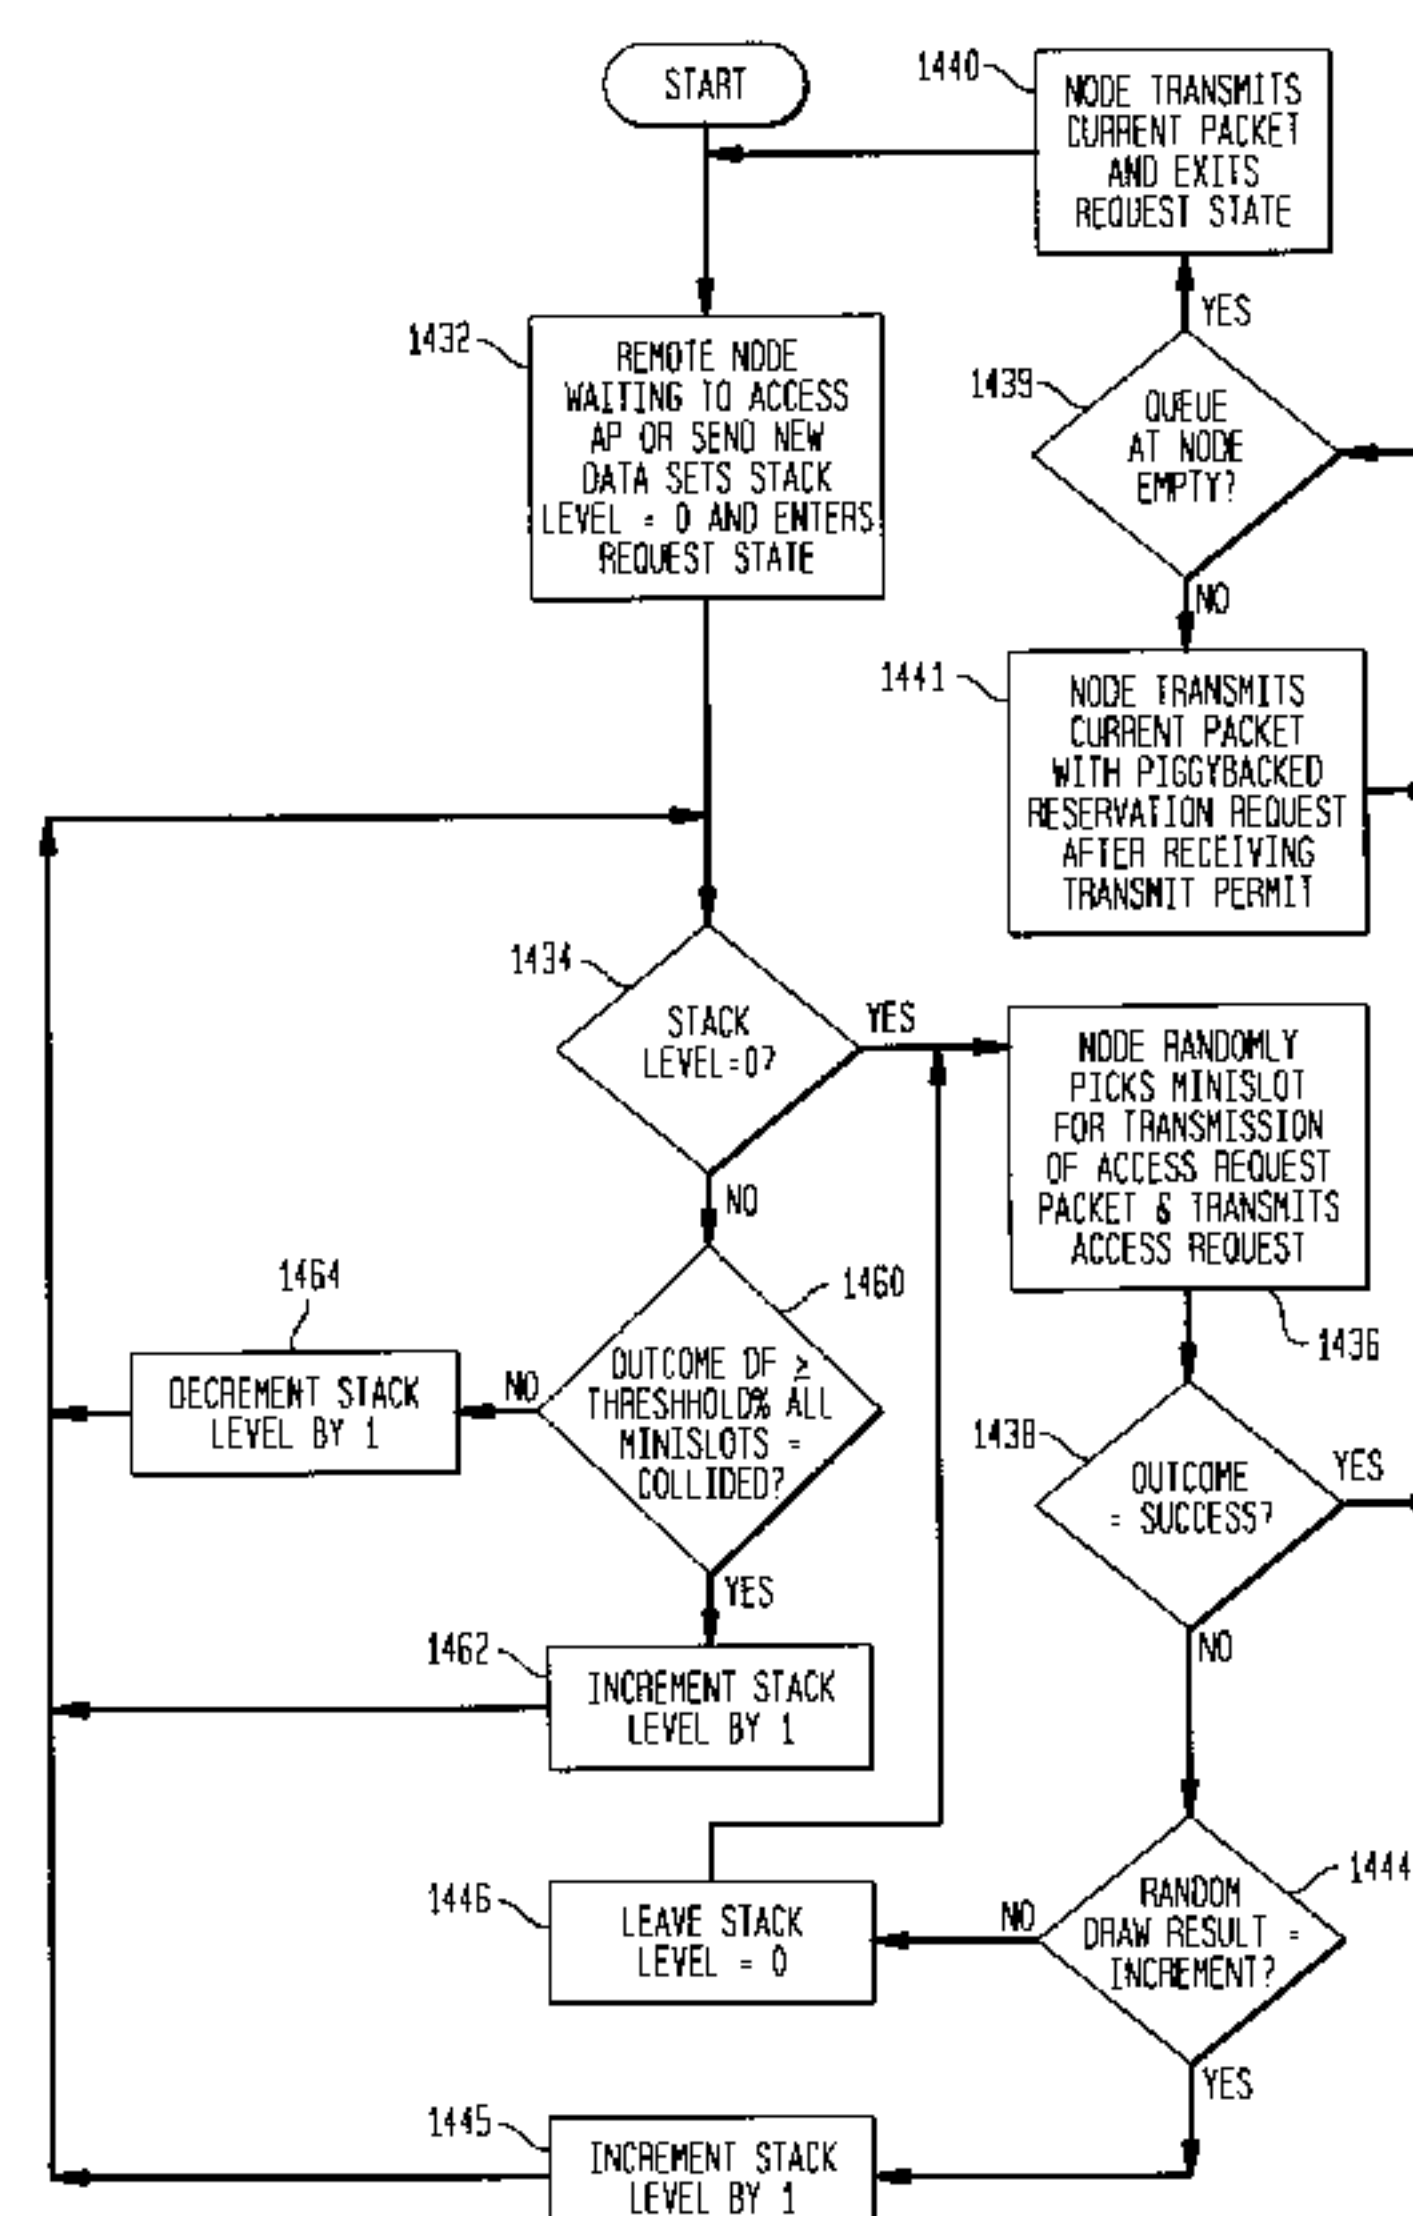 START
1440
NODE TRANSMITS
CURRENT PACKET
AND EXITS
REQUEST STATE
YES
1432
REMOTE NODE
WAITING TO ACCESS
AP OR SEND NEW
DATA SETS STACK
LEVEL = 0 AND ENTERS
REQUEST STATE
1439
QUEUE
AT NODE
EMPTY?
NO
1441
NODE TRANSMITS
CURRENT PACKET
WITH PIGGYBACKED
RESERVATION REQUEST
AFTER RECEIVING
TRANSMIT PERMIT
1434
STACK
LEVEL=0?
YES
NO
NODE RANDOMLY
PICKS MINISLOT
FOR TRANSMISSION
OF ACCESS REQUEST
PACKET & TRANSMITS
ACCESS REQUEST
1436
1464
DECREMENT STACK
LEVEL BY 1
NO
1460
OUTCOME OF ≥
THRESHHOLD% ALL
MINISLOTS =
COLLIDED?
YES
1438
OUTCOME
= SUCCESS?
YES
NO
1462
INCREMENT STACK
LEVEL BY 1
1446
LEAVE STACK
LEVEL = 0
NO
1444
RANDOM
DRAW RESULT =
INCREMENT?
YES
1445
INCREMENT STACK
LEVEL BY 1